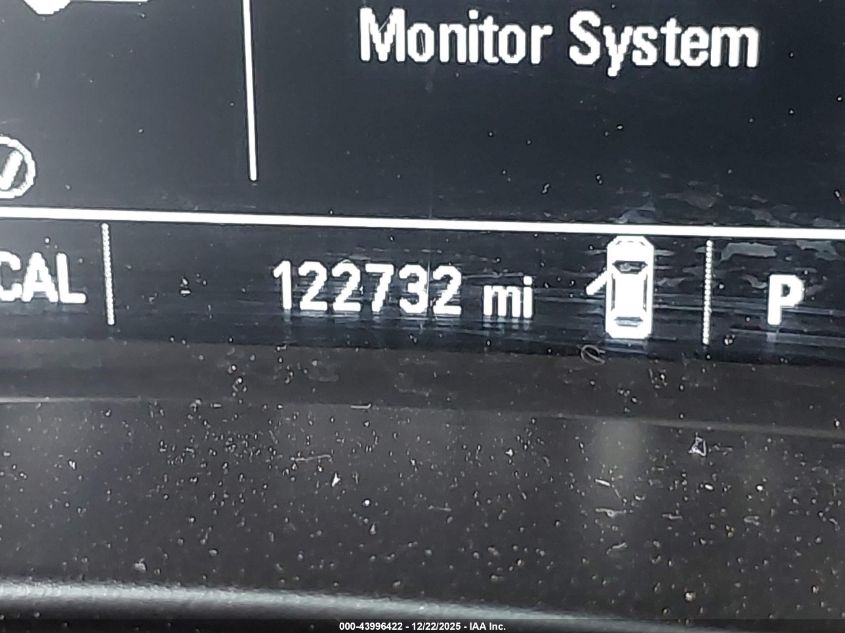 Monitor System
CAL
122732 mi
P
000-43996422 - 12/22/2025 - IAA Inc.